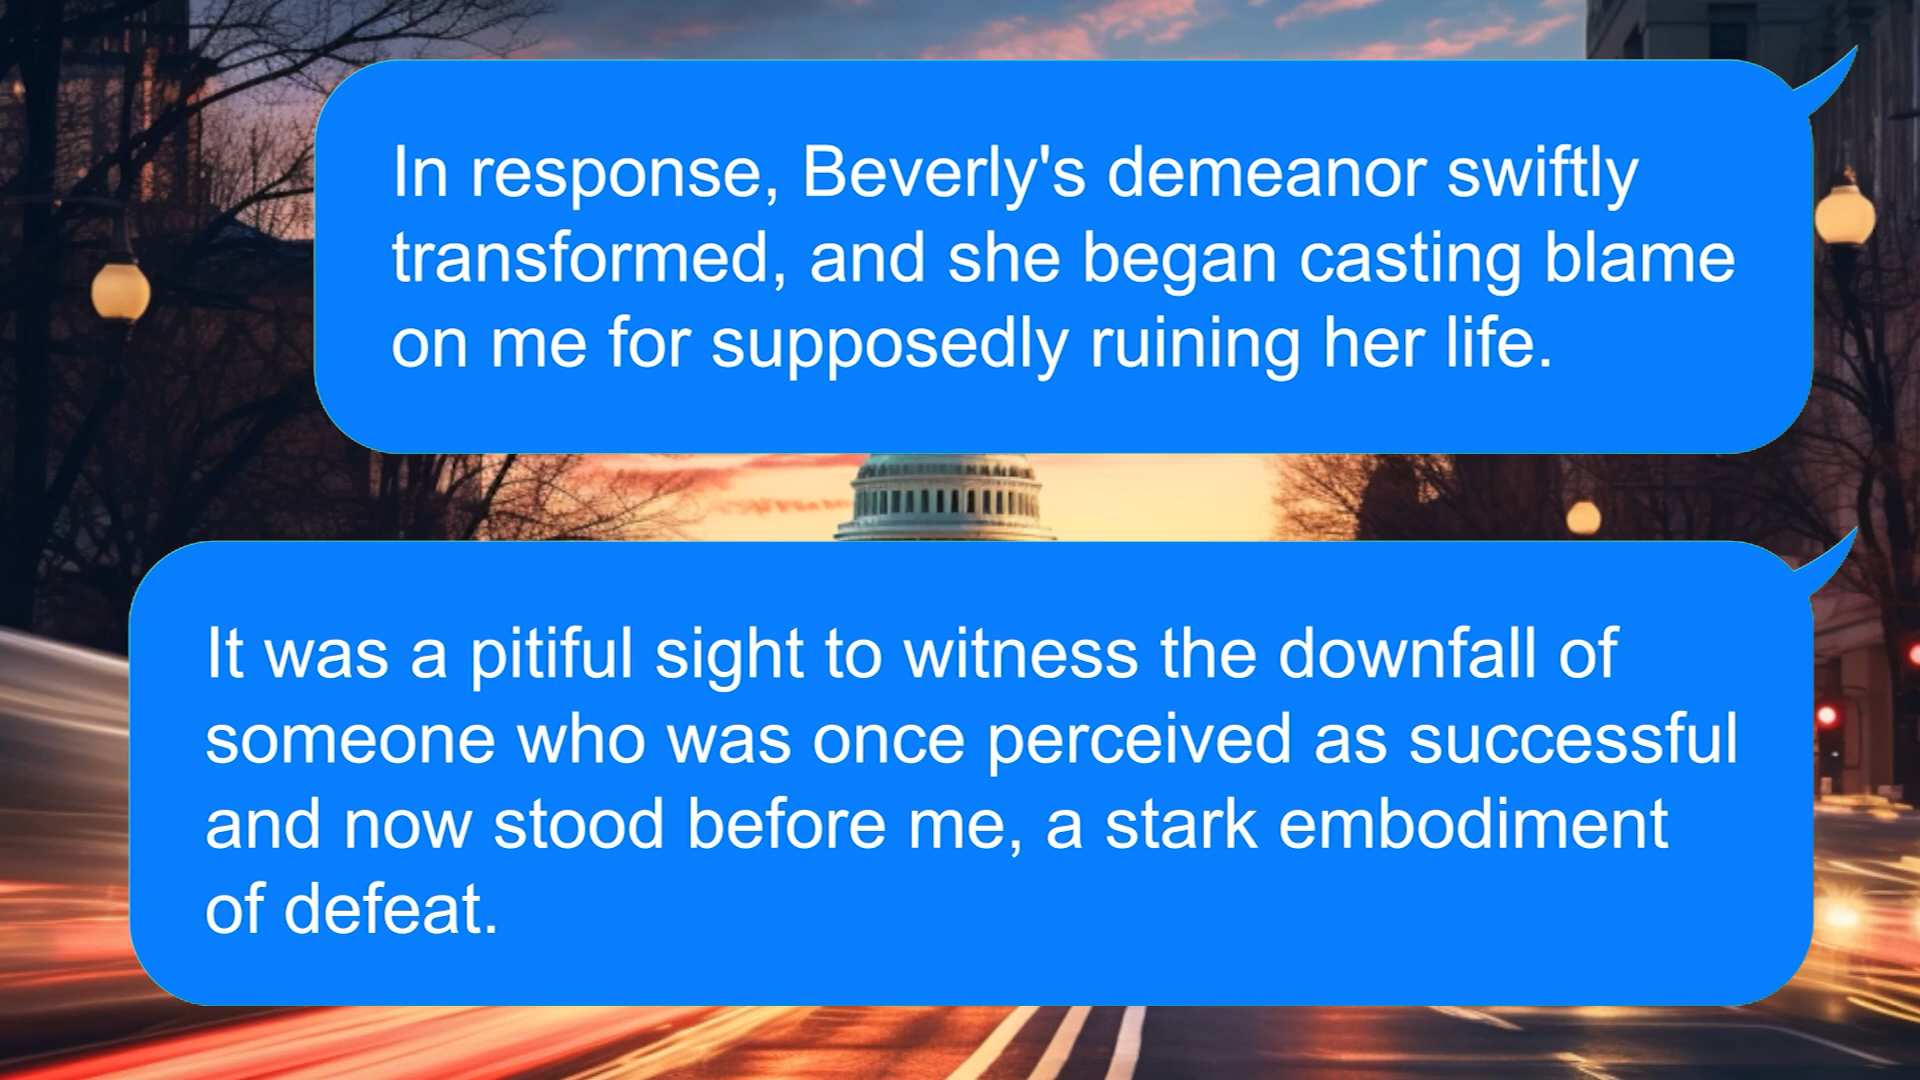 In response, Beverly's demeanor swiftly
transformed, and she began casting blame
on me for supposedly ruining her life.
It was a pitiful sight to witness the downfall of
someone who was once perceived as successful
and now stood before me, a stark embodiment
of defeat.